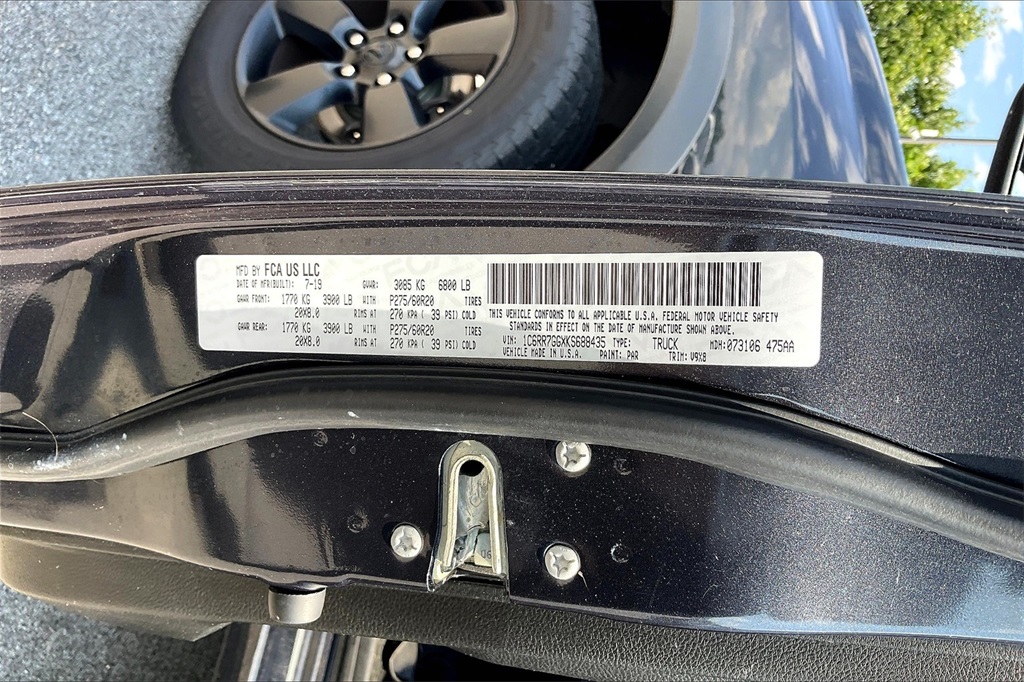 MFD BY FCA US LLC
DATE OF MFR(BUILT): 7-19 GVWR: 3085 KG 6800 LB
GAWR FRONT: 1770 KG 3900 LB WITH P275/60R20 TIRES
20X8.0 RIMS AT 270 KPA ( 39 PSI) COLD
GAWR REAR: 1770 KG 3900 LB WITH P275/60R20 TIRES
20X8.0 RIMS AT 270 KPA ( 39 PSI) COLD
THIS VEHICLE CONFORMS TO ALL APPLICABLE U.S.A. FEDERAL MOTOR VEHICLE SAFETY
STANDARDS IN EFFECT ON THE DATE OF MANUFACTURE SHOWN ABOVE.
VIN: 1C6RR7GGXKS688435 TYPE: TRUCK MDH:073106 475AA
VEHICLE MADE IN U.S.A. PAINT: PAR TRIM: V9X8